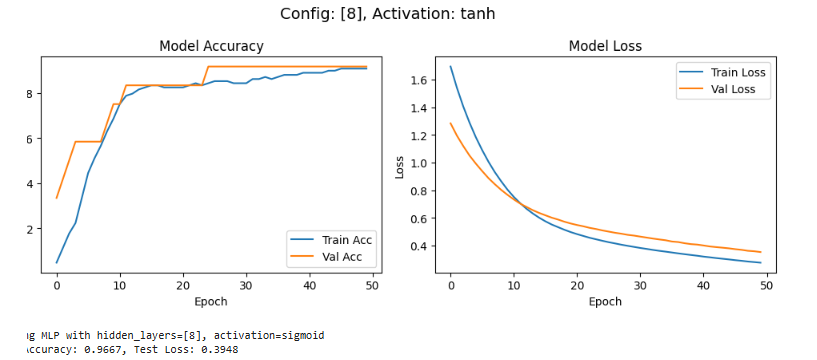 Config: [8], Activation: tanh
Model Accuracy
8
6
4
2
Train Acc
Val Acc
0 10 20 30 40 50
Epoch
Model Loss
1.6
1.4
1.2
1.0
0.8
0.6
0.4
Loss
Train Loss
Val Loss
0 10 20 30 40 50
Epoch
MLP with hidden_layers=[8], activation=sigmoid
0.9667, Test Loss: 0.3948